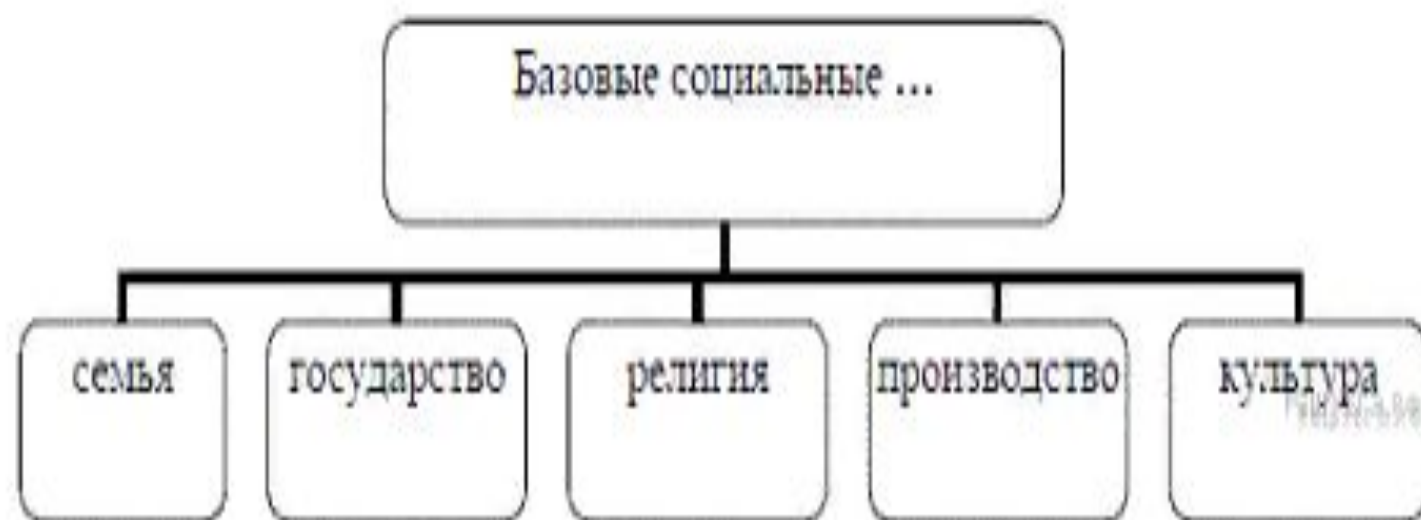 Базовые социальные ...
семья
государство
религия
производство
культура